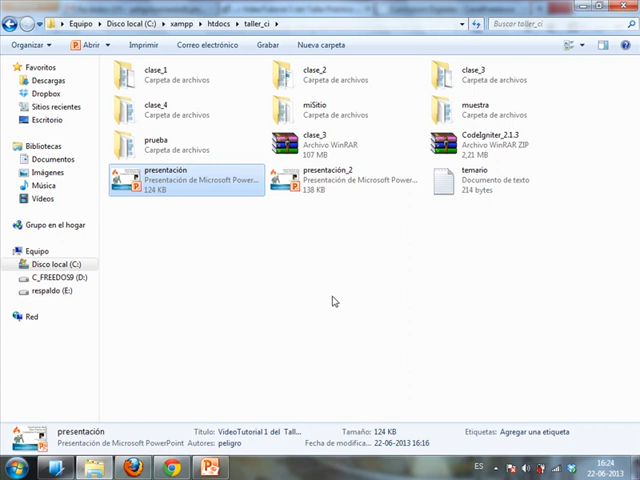 Equipo
Disco local (C:)
xampp
htdocs
taller_ci
Buscar taller_ci
Organizar
Abrir
Imprimir
Correo electrónico
Grabar
Nueva carpeta
Favoritos
Descargas
Dropbox
Sitios recientes
Escritorio
Bibliotecas
Documentos
Imágenes
Música
Vídeos
Grupo en el hogar
Equipo
Disco local (C:)
C_FREEDOS9 (D:)
respaldo (E:)
Red
clase_1
Carpeta de archivos
clase_2
Carpeta de archivos
clase_3
Carpeta de archivos
clase_4
Carpeta de archivos
miSitio
Carpeta de archivos
muestra
Carpeta de archivos
prueba
Carpeta de archivos
clase_3
Archivo WinRAR
107 MB
CodeIgniter_2.1.3
Archivo WinRAR ZIP
2,21 MB
presentación
Presentación de Microsoft Power...
124 KB
presentación_2
Presentación de Microsoft Power...
138 KB
temario
Documento de texto
214 bytes
presentación
Título: VideoTutorial 1 del Tall...
Tamaño: 124 KB
Etiquetas: Agregar una etiqueta
Presentación de Microsoft PowerPoint
Autores: peligro
Fecha de modifica... 22-06-2013 16:16
ES
16:24
22-06-2013